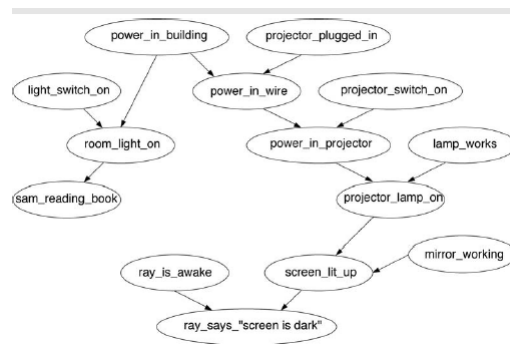 power_in_building
projector_plugged_in
light_switch_on
power_in_wire
projector_switch_on
room_light_on
power_in_projector
lamp_works
sam_reading_book
projector_lamp_on
ray_is_awake
screen_lit_up
mirror_working
ray_says_"screen is dark"